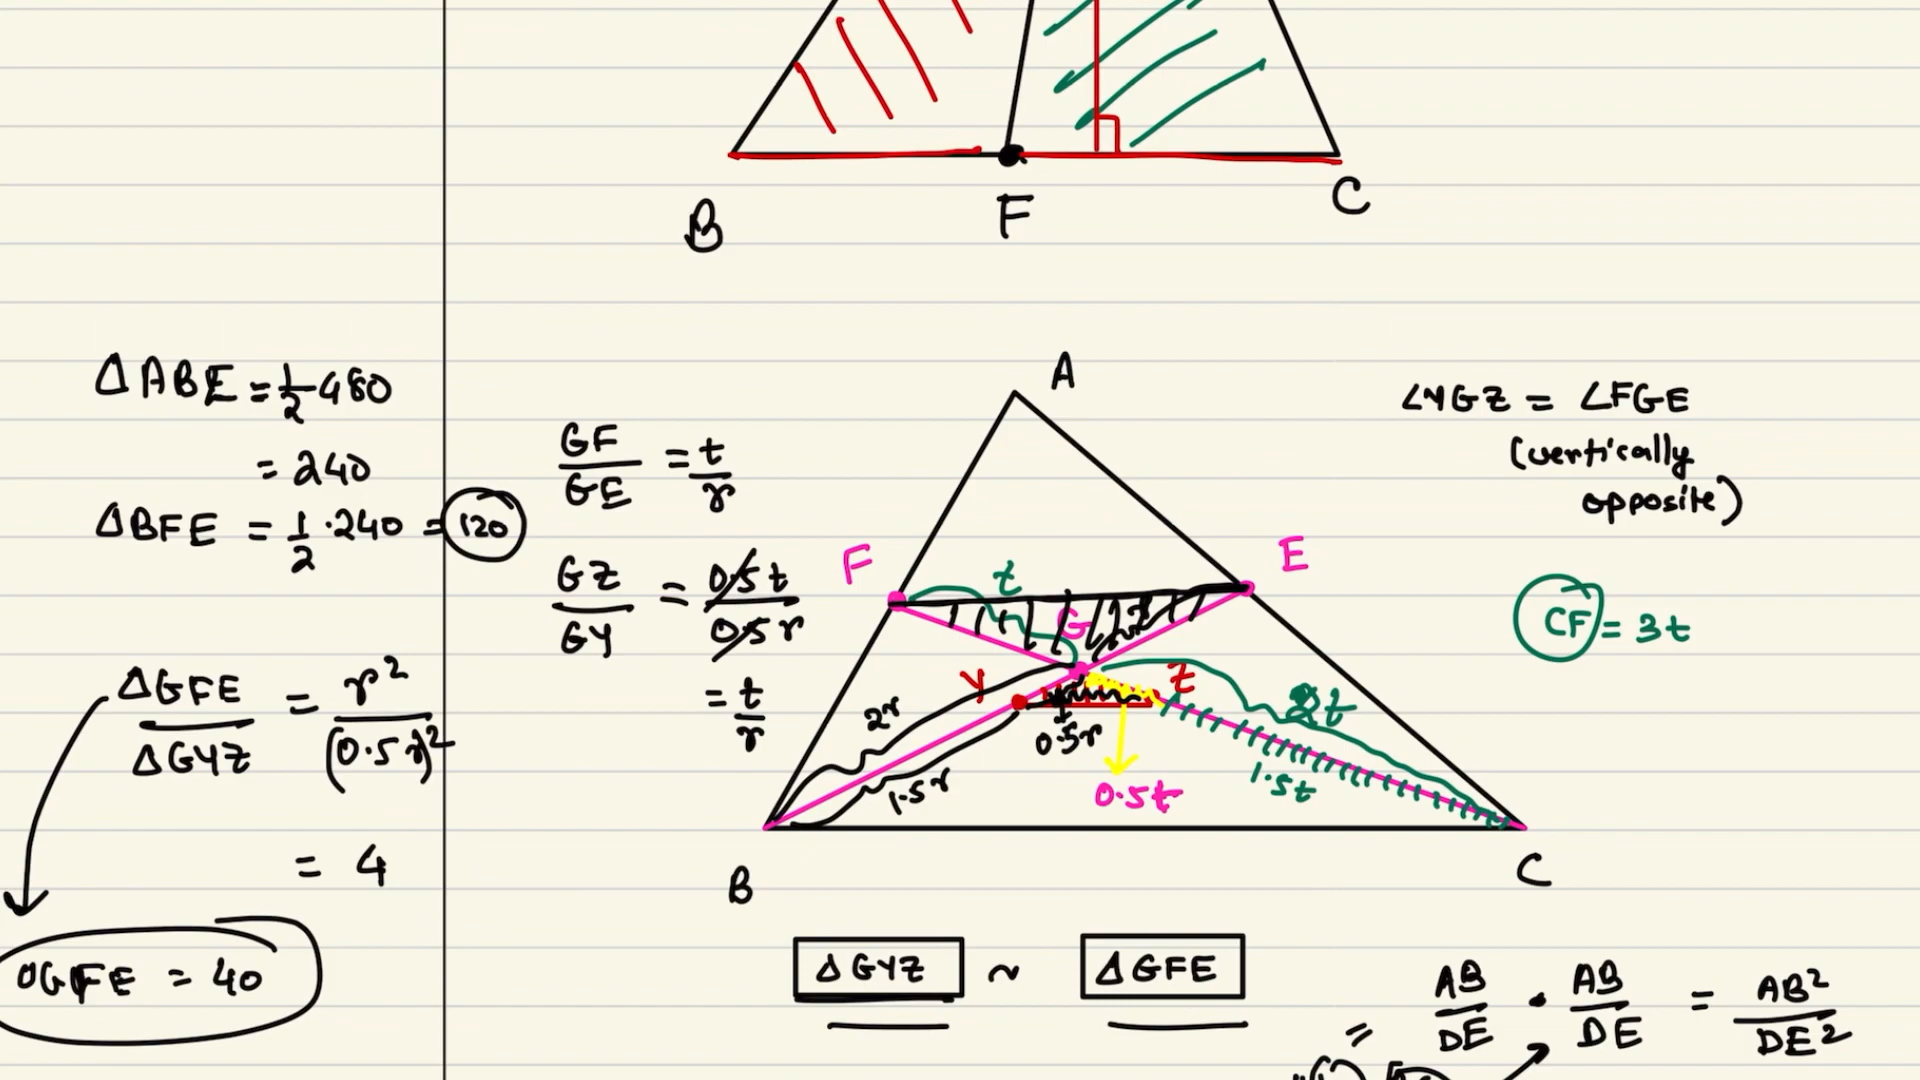 B F C
ΔABE = 1/2 480
= 240
ΔBFE = 1/2 · 240 = 120
GF/GE = t/r
GZ/GY = 0.5t/0.5r
= t/r
ΔGFE/ΔGYZ = r²/(0.5r)²
= 4
ΔGFE = 40
A
F
E
t
G
Y
Z
2r
0.5r
2t
1.5r
0.5t
1.5t
B
C
∠YGZ = ∠FGE
(vertically
opposite)
CF = 3t
ΔGYZ ~ ΔGFE
= AB/DE · AB/DE = AB²/DE²